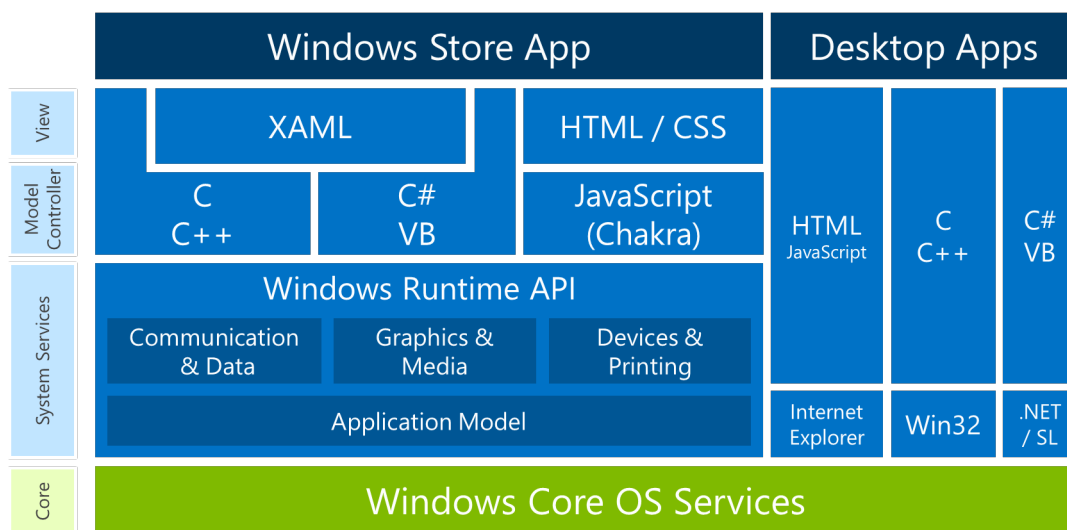 Windows Store App
Desktop Apps
View
XAML
HTML / CSS
Model
Controller
C
C++
C#
VB
JavaScript
(Chakra)
HTML
JavaScript
C
C++
C#
VB
System Services
Windows Runtime API
Communication
& Data
Graphics &
Media
Devices &
Printing
Application Model
Internet
Explorer
Win32
.NET
/ SL
Core
Windows Core OS Services